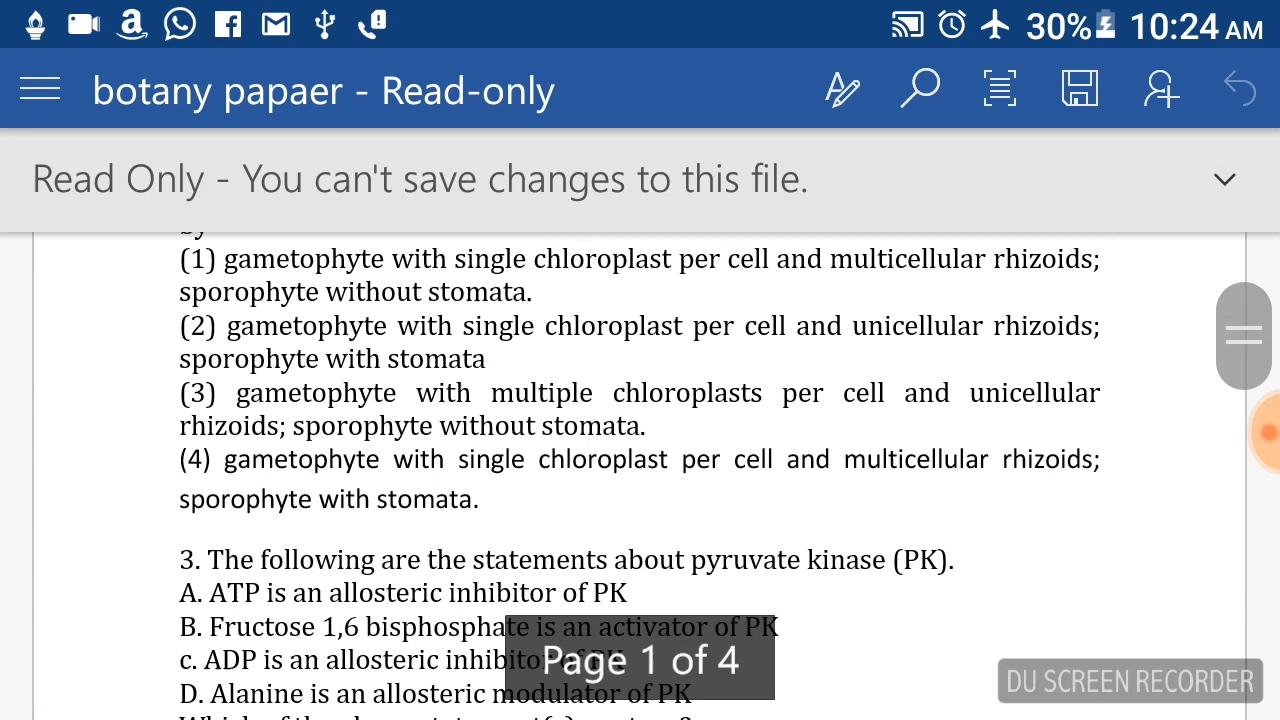 30% 10:24 AM
botany papaer - Read-only
Read Only - You can't save changes to this file.
(1) gametophyte with single chloroplast per cell and multicellular rhizoids;
sporophyte without stomata.
(2) gametophyte with single chloroplast per cell and unicellular rhizoids;
sporophyte with stomata
(3) gametophyte with multiple chloroplasts per cell and unicellular
rhizoids; sporophyte without stomata.
(4) gametophyte with single chloroplast per cell and multicellular rhizoids;
sporophyte with stomata.
3. The following are the statements about pyruvate kinase (PK).
A. ATP is an allosteric inhibitor of PK
B. Fructose 1,6 bisphosphate is an activator of PK
c. ADP is an allosteric inhibitor of PK
Page 1 of 4
D. Alanine is an allosteric modulator of PK
DU SCREEN RECORDER